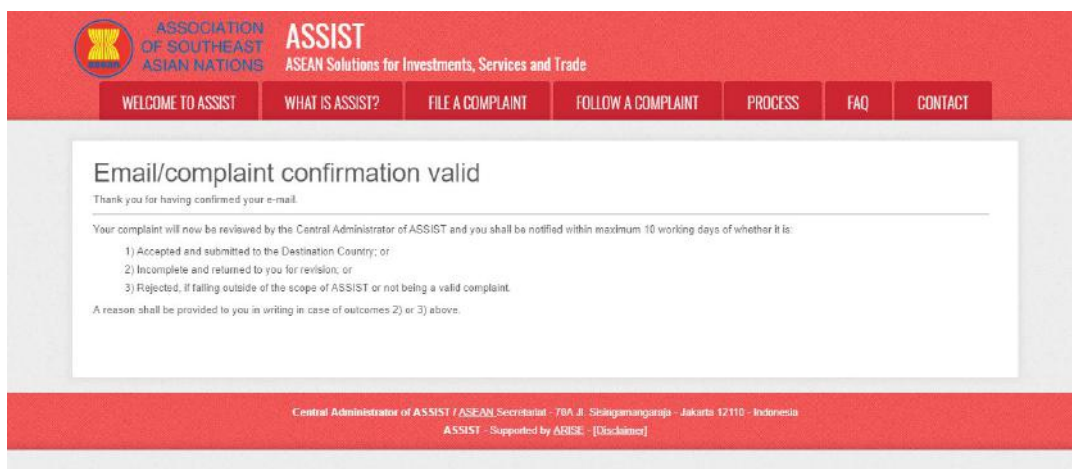 ASSOCIATION
OF SOUTHEAST
ASIAN NATIONS
ASSIST
ASEAN Solutions for Investments, Services and Trade
WELCOME TO ASSIST WHAT IS ASSIST? FILE A COMPLAINT FOLLOW A COMPLAINT PROCESS FAQ CONTACT
Email/complaint confirmation valid
Thank you for having confirmed your e-mail.
Your complaint will now be reviewed by the Central Administrator of ASSIST and you shall be notified within maximum 10 working days of whether it is:
1) Accepted and submitted to the Destination Country; or
2) Incomplete and returned to you for revision; or
3) Rejected, if falling outside of the scope of ASSIST or not being a valid complaint.
A reason shall be provided to you in writing in case of outcomes 2) or 3) above.
Central Administrator of ASSIST / ASEAN Secretariat - 70A Jl. Sisingamangaraja - Jakarta 12110 - Indonesia
ASSIST - Supported by ARISE - [Disclaimer]